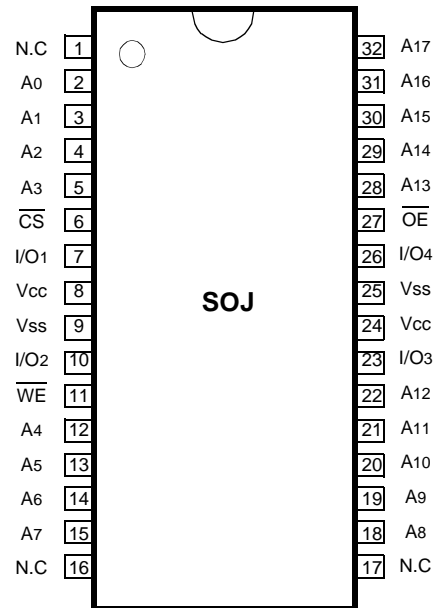 N.C 1 32 A17
A0 2 31 A16
A1 3 30 A15
A2 4 29 A14
A3 5 28 A13
C̅S̅ 6 27 O̅E̅
I/O1 7 26 I/O4
Vcc 8 25 Vss
SOJ
Vss 9 24 Vcc
I/O2 10 23 I/O3
W̅E̅ 11 22 A12
A4 12 21 A11
A5 13 20 A10
A6 14 19 A9
A7 15 18 A8
N.C 16 17 N.C